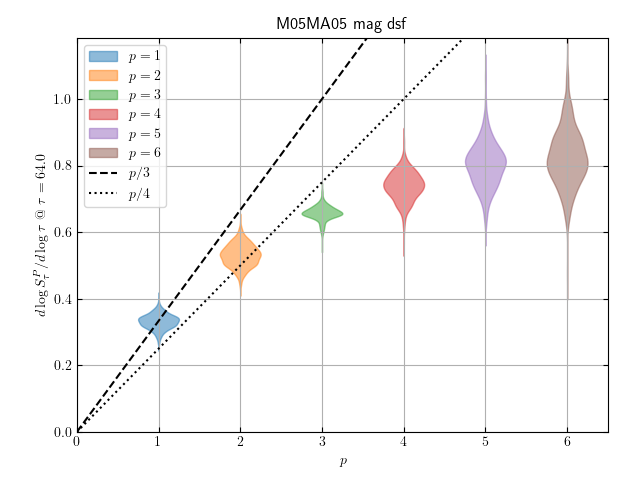 M05MA05 mag dsf
d log S_τ^P / d log τ @ τ = 64.0
1.0
0.8
0.6
0.4
0.2
0.0
p = 1
p = 2
p = 3
p = 4
p = 5
p = 6
p/3
p/4
0 1 2 3 4 5 6
p